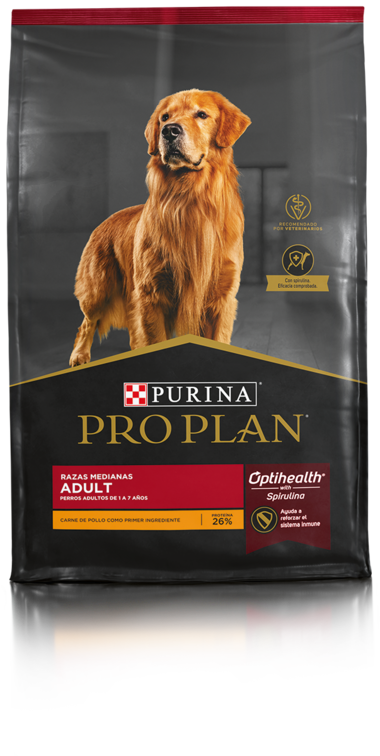 RECOMENDADO
POR VETERINARIOS
Con spirulina
Eficacia comprobada.
PURINA®
PRO PLAN®
RAZAS MEDIANAS
ADULT
PERROS ADULTOS DE 1 A 7 AÑOS
CARNE DE POLLO COMO PRIMER INGREDIENTE
PROTEÍNA
26%
Optihealth®
with
Spirulina
Ayuda a
reforzar el
sistema inmune